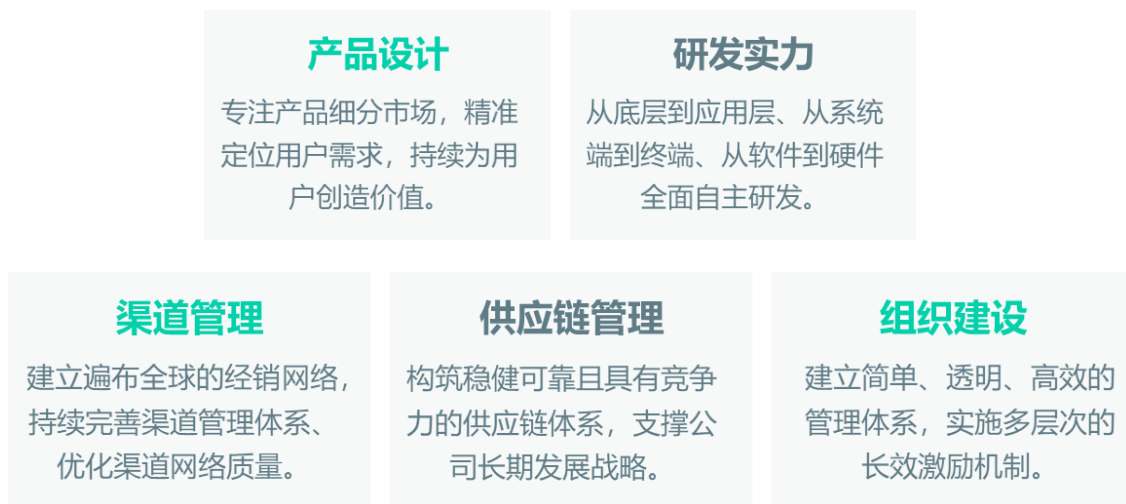 产品设计
专注产品细分市场，精准
定位用户需求，持续为用
户创造价值。
研发实力
从底层到应用层、从系统
端到终端、从软件到硬件
全面自主研发。
渠道管理
建立遍布全球的经销网络，
持续完善渠道管理体系、
优化渠道网络质量。
供应链管理
构筑稳健可靠且具有竞争
力的供应链体系，支撑公
司长期发展战略。
组织建设
建立简单、透明、高效的
管理体系，实施多层次的
长效激励机制。